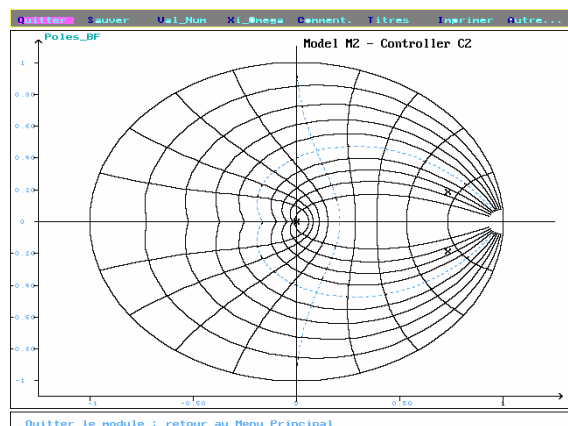 Quitter Sauver Val_Num Xi_Omega Comment. Titres Imprimer Autre...
Poles_BF
Model M2 - Controller C2
1
0.80
0.60
0.40
0.20
0
-0.20
-0.40
-0.60
-0.80
-1
-1 -0.50 0 0.50 1
Quitter le module : retour au Menu Principal